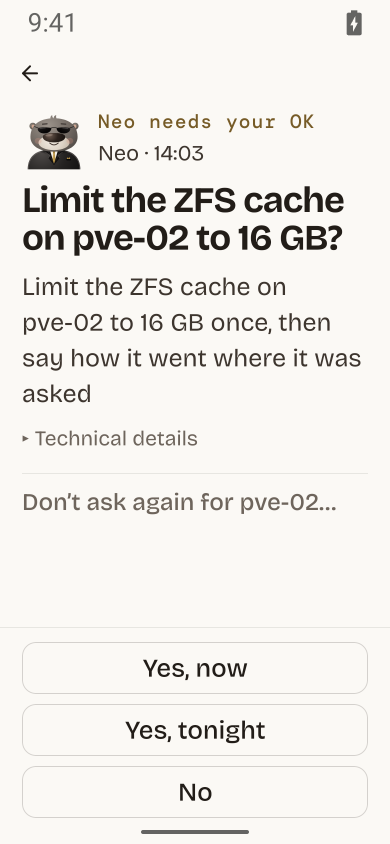 9:41
Neo needs your OK
Neo · 14:03
Limit the ZFS cache
on pve-02 to 16 GB?
Limit the ZFS cache on
pve-02 to 16 GB once, then
say how it went where it was
asked
▸ Technical details
Don’t ask again for pve-02…
Yes, now
Yes, tonight
No